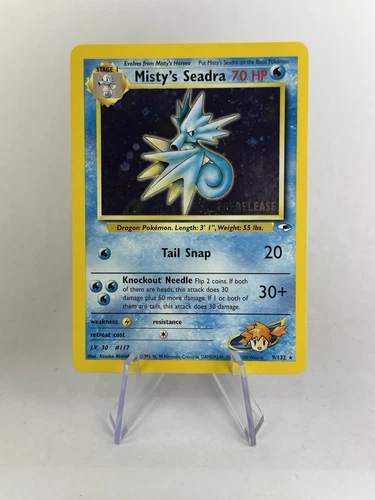 Evolves from Misty's Horsea Put Misty's Seadra on the Basic Pokémon
STAGE 1
Misty's Seadra 70 HP
PRERELEASE
Dragon Pokémon. Length: 3' 1", Weight: 55 lbs.
Tail Snap 20
Knockout Needle Flip 2 coins. If both
of them are heads, this attack does 30
damage plus 60 more damage. If 1 or both of
them are tails, this attack does 30 damage.
30+
weakness resistance
retreat cost
LV. 30 #117
9/132